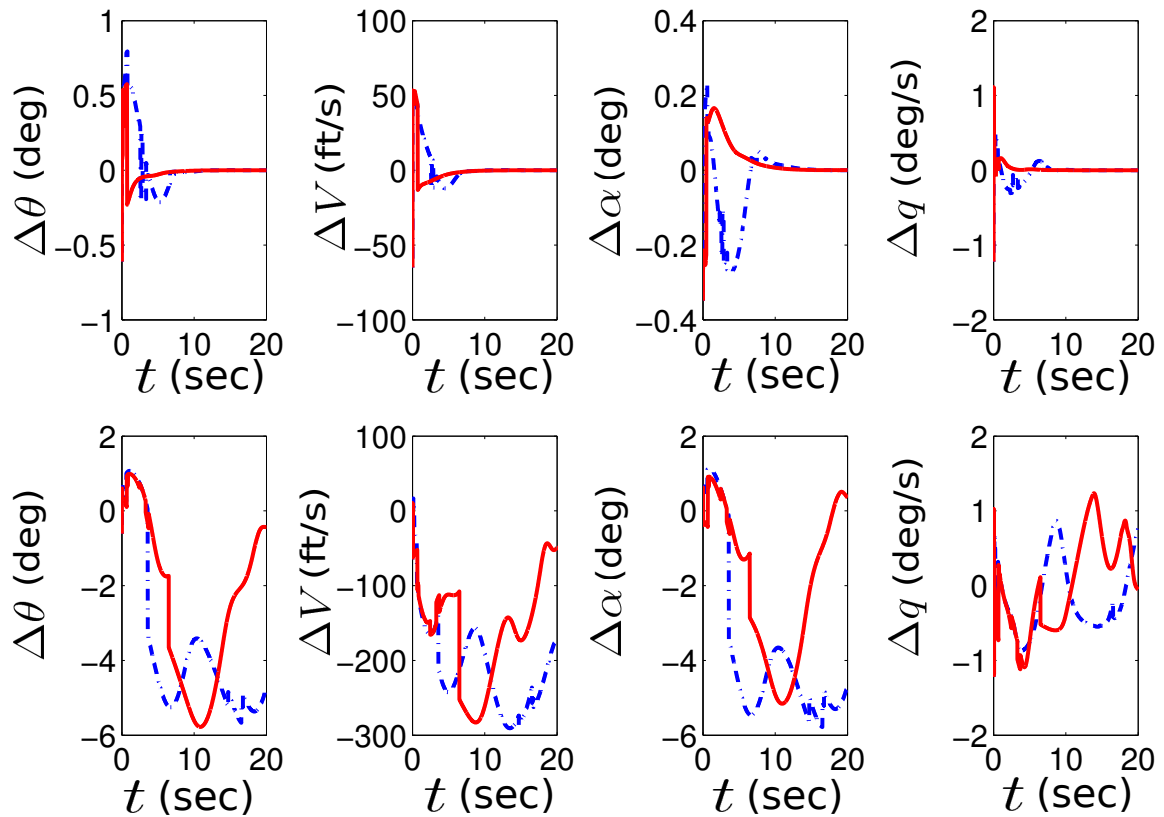 1 100 0.4 2
0.5 50 0.2 1
0 0 0 0
−0.5 −50 −0.2 −1
−1 −100 −0.4 −2
Δθ (deg) ΔV (ft/s) Δα (deg) Δq (deg/s)
0 10 20 0 10 20 0 10 20 0 10 20
t (sec) t (sec) t (sec) t (sec)
2 100 2 2
0 0 0 1
−2 −100 −2 0
−4 −200 −4 −1
−6 −300 −6 −2
Δθ (deg) ΔV (ft/s) Δα (deg) Δq (deg/s)
0 10 20 0 10 20 0 10 20 0 10 20
t (sec) t (sec) t (sec) t (sec)